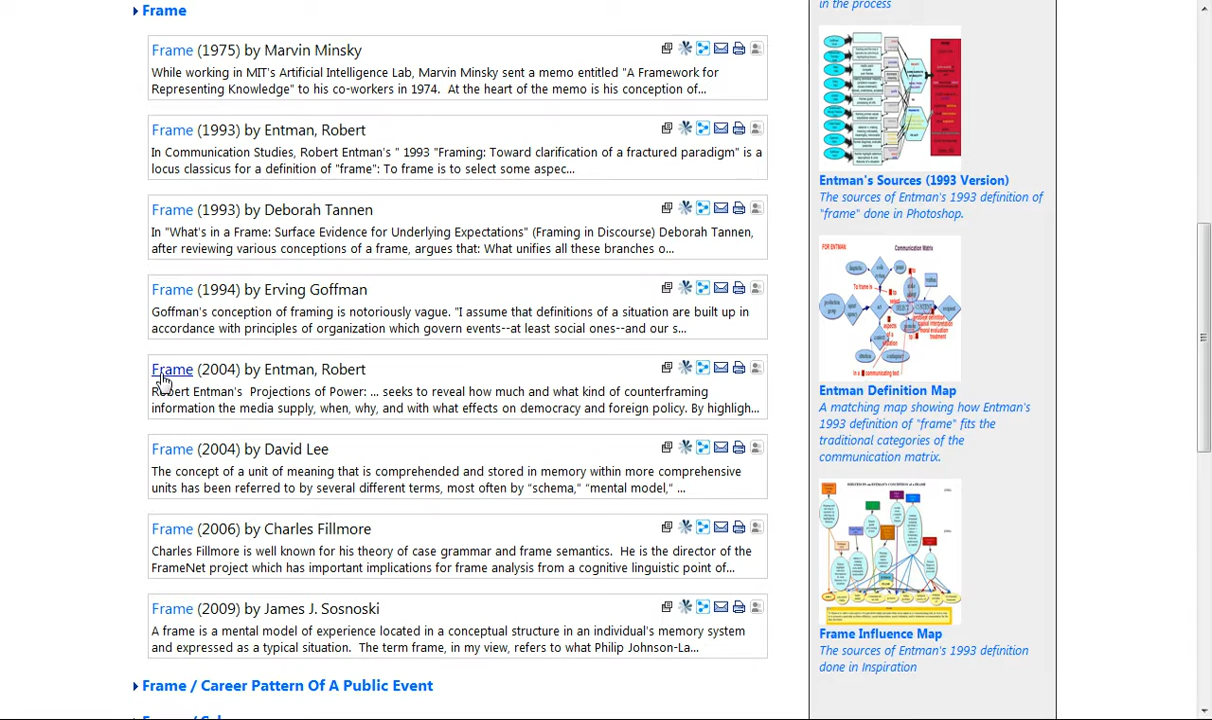 Frame
Frame (1975) by Marvin Minsky
While working in MIT's Artificial Intelligence Lab, Marvin Minsky sent a memo entitled "A Framework for
Representing Knowledge" to his co-workers in 1974.  At the heart of the memo is his conception of...
Frame (1993) by Entman, Robert
In Communication Studies, Robert Entman's " 1993 "Framing: Toward clarification of a fractured paradigm" is a
locus classicus for a definition of "frame": To frame is to select some aspec...
Frame (1993) by Deborah Tannen
In "What's in a Frame: Surface Evidence for Underlying Expectations" (Framing in Discourse) Deborah Tannen,
after reviewing various conceptions of a frame, argues that: What unifies all these branches o...
Frame (1994) by Erving Goffman
Goffman's conception of framing is notoriously vague. "I assume that definitions of a situation are built up in
accordance with principles of organization which govern events--at least social ones--and our s...
Frame (2004) by Entman, Robert
Robert Entman's  Projections of Power: ... seeks to reveal how much and what kind of counterframing
information the media supply, when, why, and with what effects on democracy and foreign policy. By highligh...
Frame (2004) by David Lee
The concept of a unit of meaning that is comprehended and stored in memory within more comprehensive
units has been referred to by several different terms, most often by “schema,” “mental model,” ...
Frame (2006) by Charles Fillmore
Charles Fillmore is well known for his theory of case grammar and frame semantics.  He is the director of the
FrameNet project which has important implications for frame analysis from a cognitive linguistic point of...
Frame (2009) by James J. Sosnoski
A frame is a mental model of experience located in a conceptual structure in an individual's memory system
and expressed as a typical situation.  The term frame, in my view, refers to what Philip Johnson-La...
Frame / Career Pattern Of A Public Event
in the process
Entman's Sources (1993 Version)
The sources of Entman's 1993 definition of
"frame" done in Photoshop.
FOR ENTMAN:
Communication Matrix
Entman Definition Map
A matching map showing how Entman's
1993 definition of "frame" fits the
traditional categories of the
communication matrix.
Frame Influence Map
The sources of Entman's 1993 definition
done in Inspiration